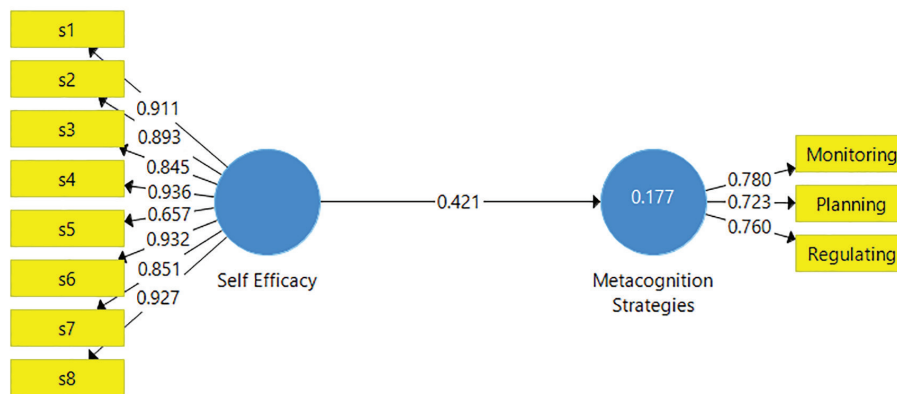 s1
s2
s3
s4
s5
s6
s7
s8
0.911
0.893
0.845
0.936
0.657
0.932
0.851
0.927
Self Efficacy
0.421
0.177
Metacognition
Strategies
0.780
0.723
0.760
Monitoring
Planning
Regulating